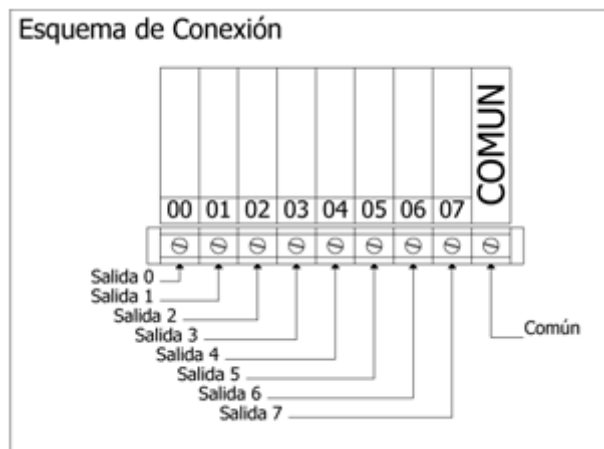 Esquema de Conexión
COMUN
00 01 02 03 04 05 06 07
Salida 0
Salida 1
Salida 2
Salida 3
Salida 4
Salida 5
Salida 6
Salida 7
Común